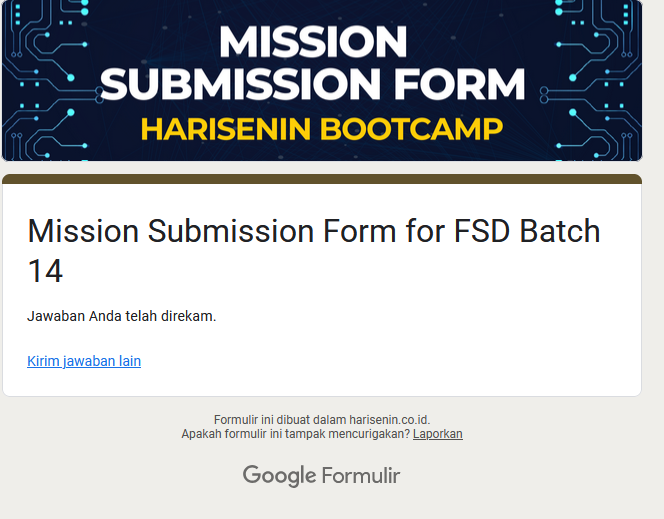 MISSION
SUBMISSION FORM
HARISENIN BOOTCAMP
Mission Submission Form for FSD Batch
14
Jawaban Anda telah direkam.
Kirim jawaban lain
Formulir ini dibuat dalam harisenin.co.id.
Apakah formulir ini tampak mencurigakan? Laporkan
Google Formulir